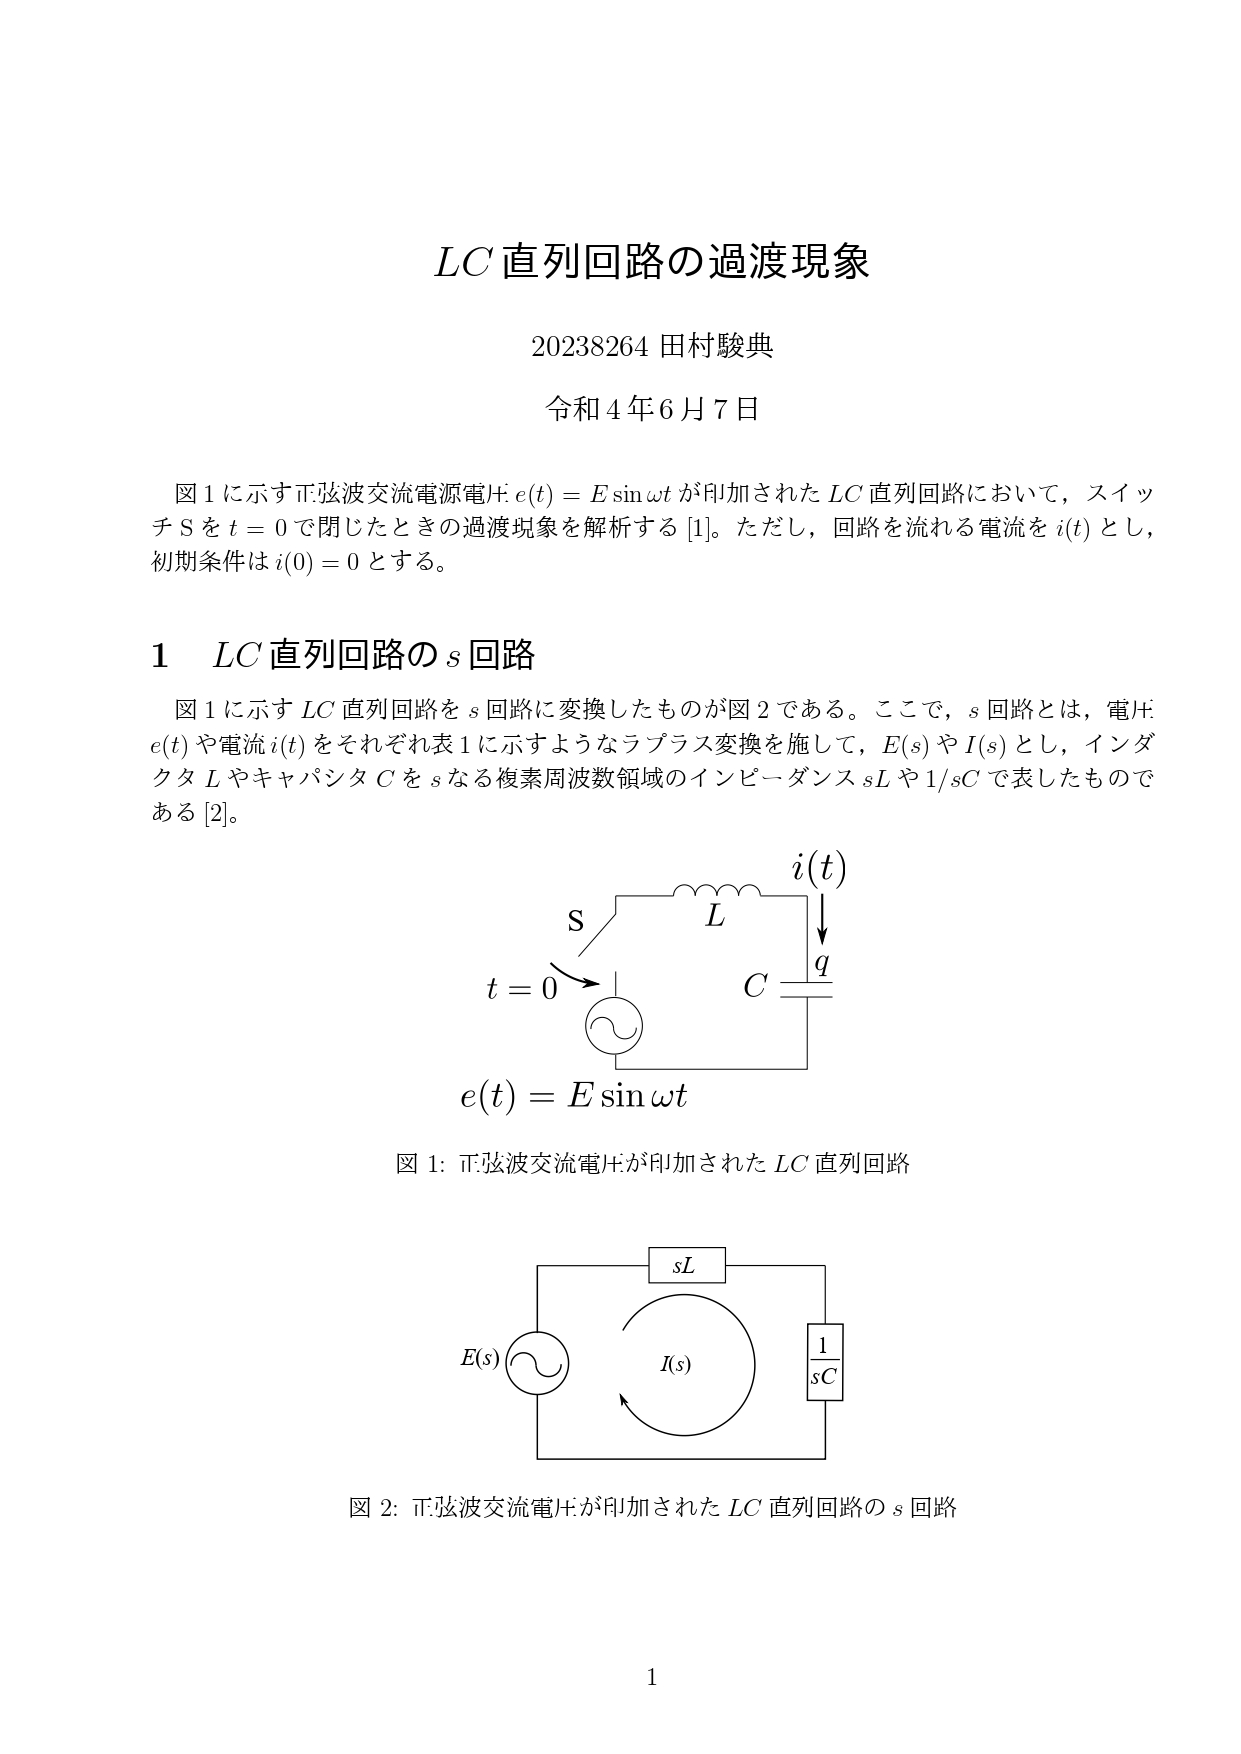 LC 直列回路の過渡現象
20238264 田村駿典
令和 4 年 6 月 7 日
図 1 に示す正弦波交流電源電圧 e(t) = E sin ωt が印加された LC 直列回路において，スイッ
チ S を t = 0 で閉じたときの過渡現象を解析する [1]。ただし，回路を流れる電流を i(t) とし，
初期条件は i(0) = 0 とする。
1 LC 直列回路の s 回路
図 1 に示す LC 直列回路を s 回路に変換したものが図 2 である。ここで，s 回路とは，電圧
e(t) や電流 i(t) をそれぞれ表 1 に示すようなラプラス変換を施して，E(s) や I(s) とし，インダ
クタ L やキャパシタ C を s なる複素周波数領域のインピーダンス sL や 1/sC で表したもので
ある [2]。
i(t)
S
L
q
t = 0
C
e(t) = E sin ωt
図 1: 正弦波交流電圧が印加された LC 直列回路
sL
E(s)
I(s)
1
sC
図 2: 正弦波交流電圧が印加された LC 直列回路の s 回路
1